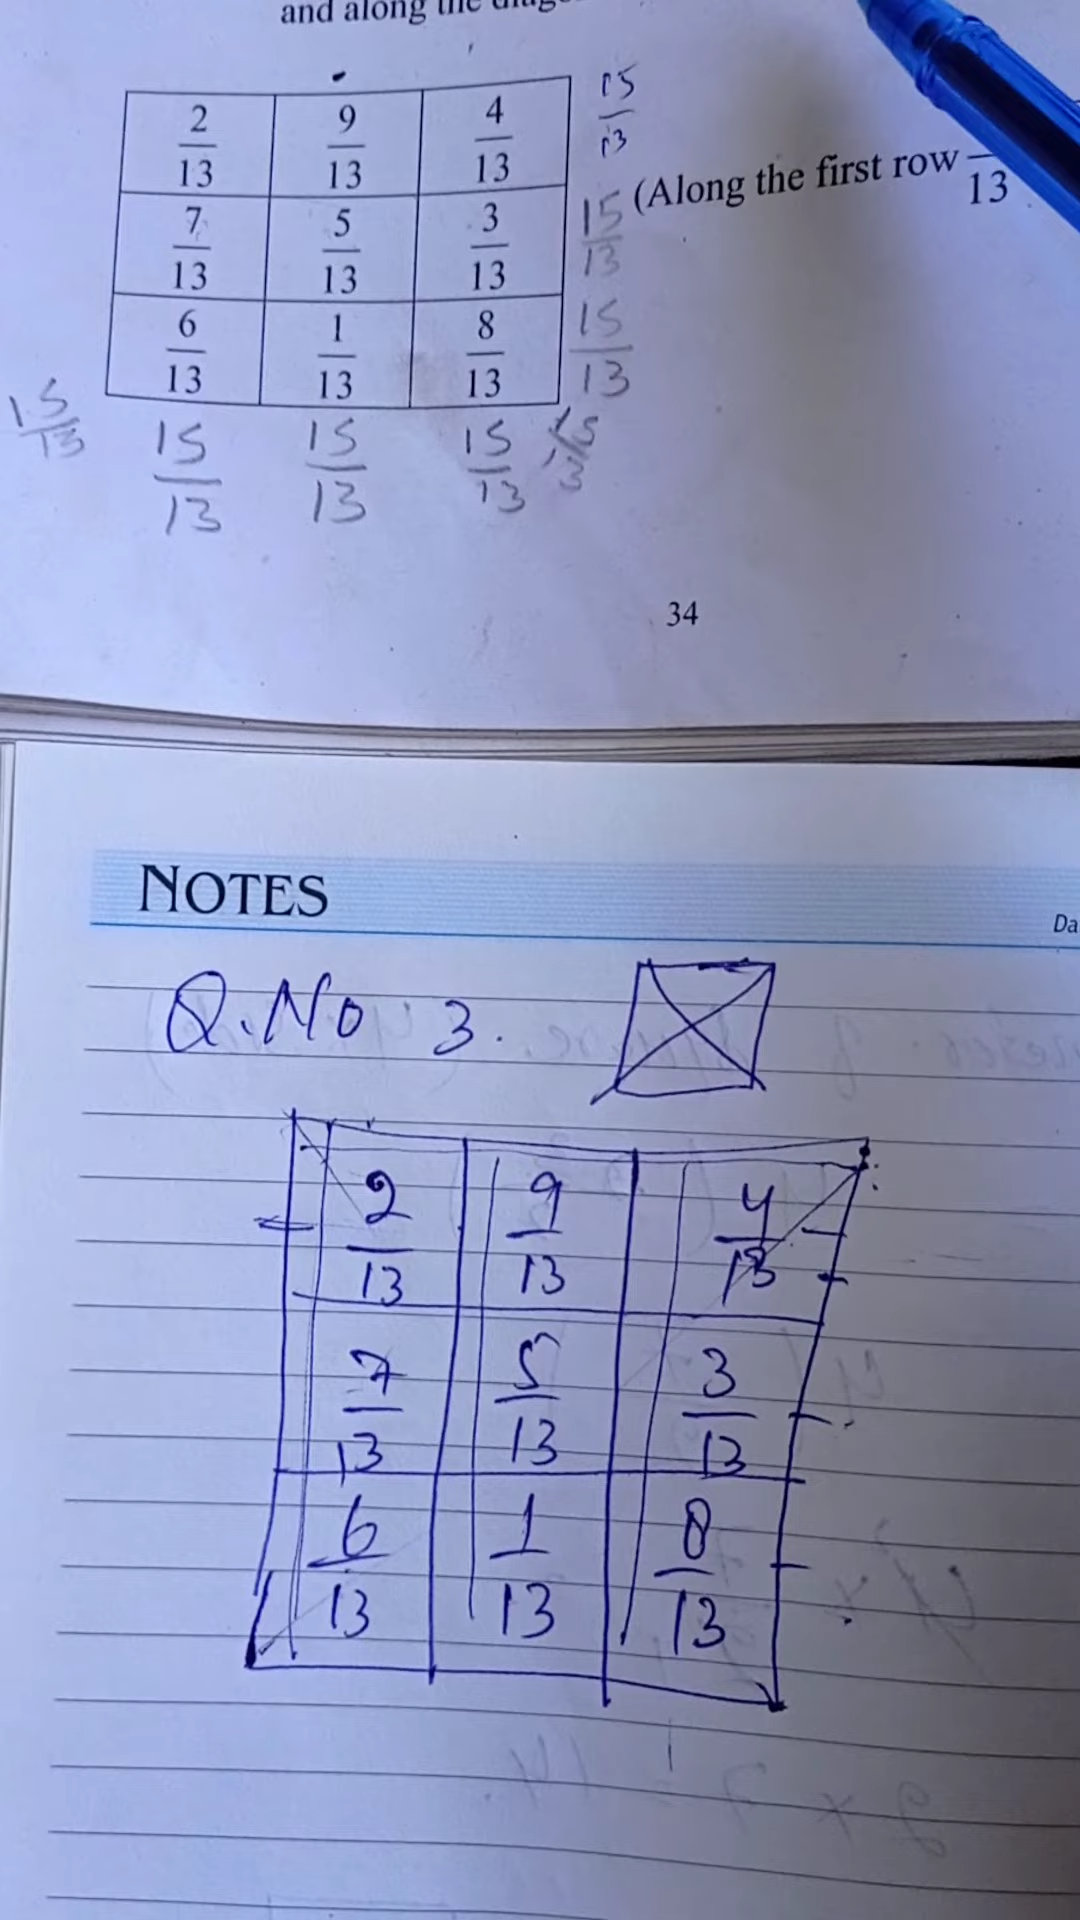 and along the
2/13 9/13 4/13 15/13
(Along the first row /13
7/13 5/13 3/13 15/13
6/13 1/13 8/13 15/13
15/13 15/13 15/13 15/13 15/13
34
NOTES
Da
Q.No 3.
2/13 9/13 4/13
7/13 5/13 3/13
6/13 1/13 8/13